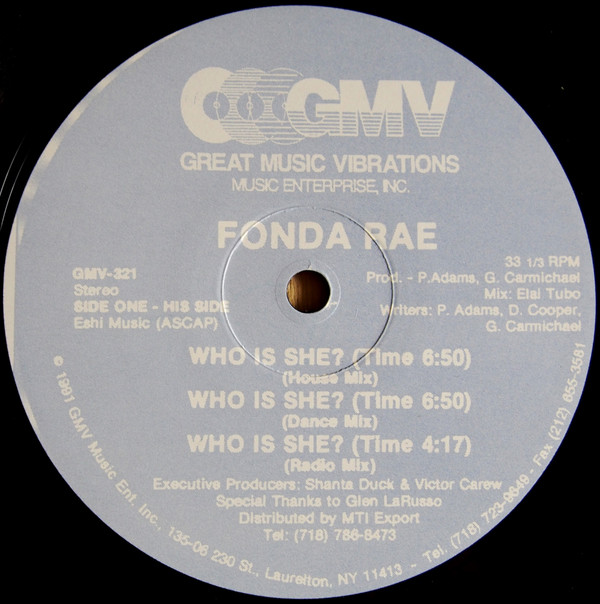 GMV
GREAT MUSIC VIBRATIONS
MUSIC ENTERPRISE, INC.
FONDA RAE
GMV-321
Stereo
SIDE ONE - HIS SIDE
Eshi Music (ASCAP)
33 1/3 RPM
Prod. - P.Adams, G. Carmichael
Mix: Elai Tubo
Writers: P. Adams, D. Cooper,
G. Carmichael
WHO IS SHE? (Time 6:50)
(House Mix)
WHO IS SHE? (Time 6:50)
(Dance Mix)
WHO IS SHE? (Time 4:17)
(Radio Mix)
Executive Producers: Shanta Duck & Victor Carew
Special Thanks to Glen LaRusso
Distributed by MTI Export
Tel: (718) 786-8473
℗ 1991 GMV Music Ent. Inc., 135-06 230 St., Laurelton, NY 11413 - Tel. (718) 723-9649 - Fax (212) 655-3581